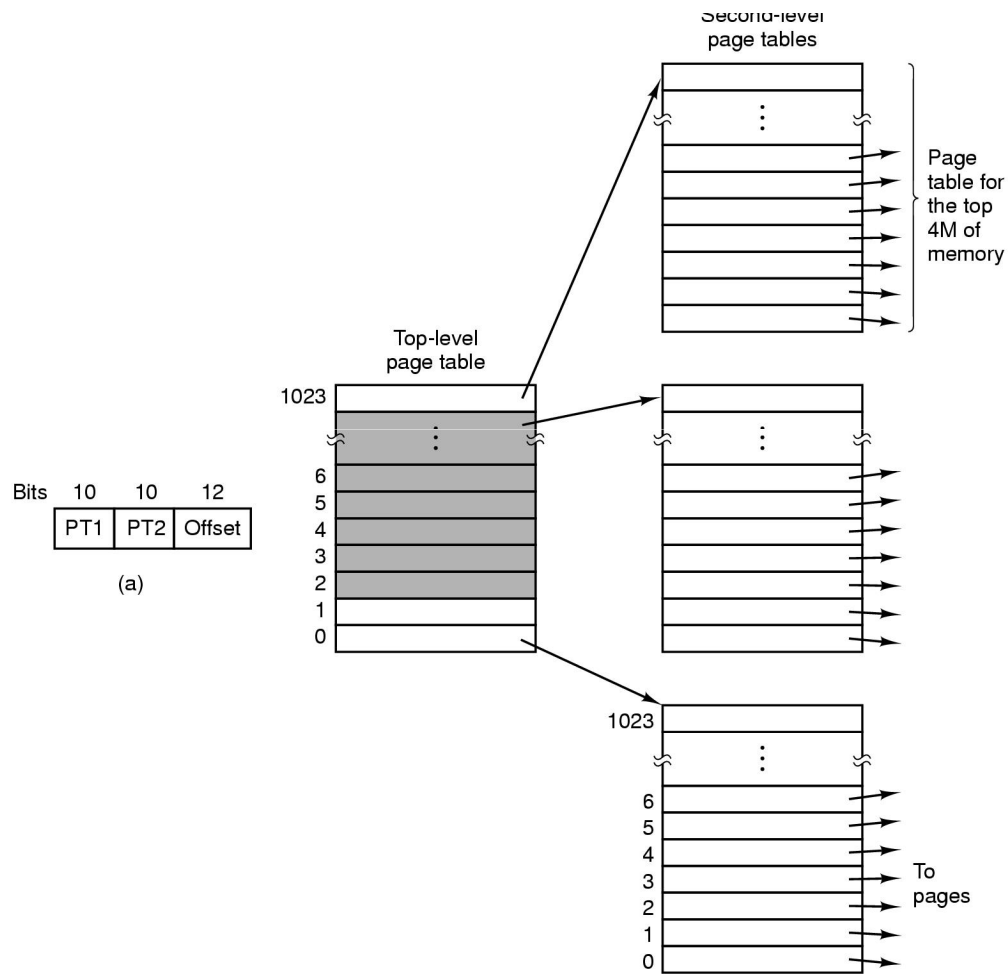 Second-level
page tables
Page
table for
the top
4M of
memory
Top-level
page table
1023
6
5
4
3
2
1
0
Bits 10 10 12
PT1 PT2 Offset
(a)
1023
6
5
4
3
2
1
0
To
pages